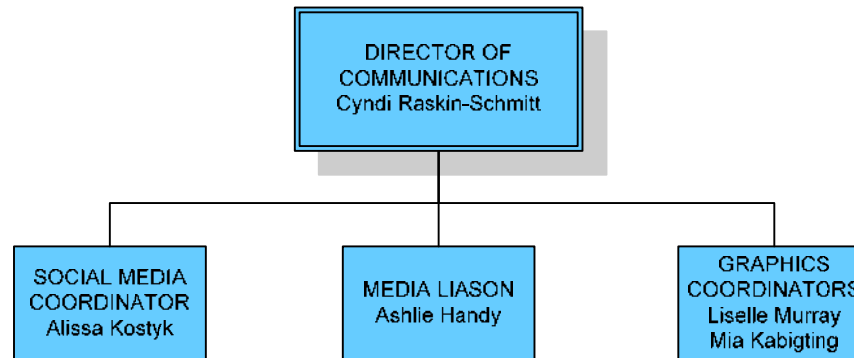 DIRECTOR OF
COMMUNICATIONS
Cyndi Raskin-Schmitt
SOCIAL MEDIA
COORDINATOR
Alissa Kostyk
MEDIA LIASON
Ashlie Handy
GRAPHICS
COORDINATORS
Liselle Murray
Mia Kabigting